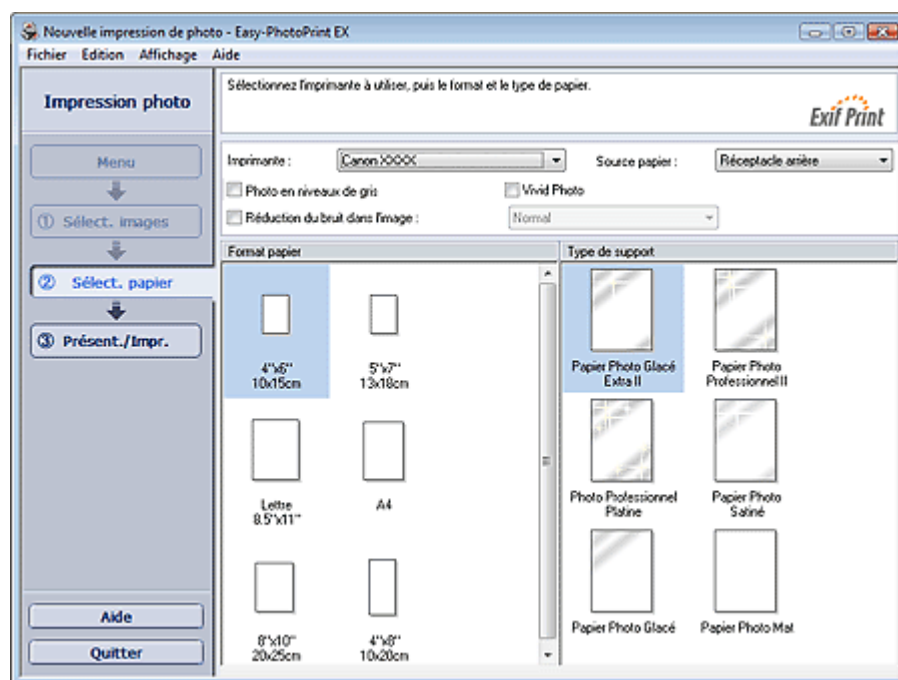 Nouvelle impression de photo - Easy-PhotoPrint EX
Fichier Edition Affichage Aide
Impression photo
Sélectionnez l'imprimante à utiliser, puis le format et le type de papier.
Exif Print
Menu
① Sélect. images
② Sélect. papier
③ Présent./Impr.
Aide
Quitter
Imprimante : Canon XXXX Source papier : Réceptacle arrière
Photo en niveaux de gris Vivid Photo
Réduction du bruit dans l'image : Normal
Format papier
4"x6" 5"x7"
10x15cm 13x18cm
Lettre A4
8.5"x11"
8"x10" 4"x8"
20x25cm 10x20cm
Type de support
Papier Photo Glacé Papier Photo
Extra II Professionnel II
Photo Professionnel Papier Photo
Platine Satiné
Papier Photo Glacé Papier Photo Mat